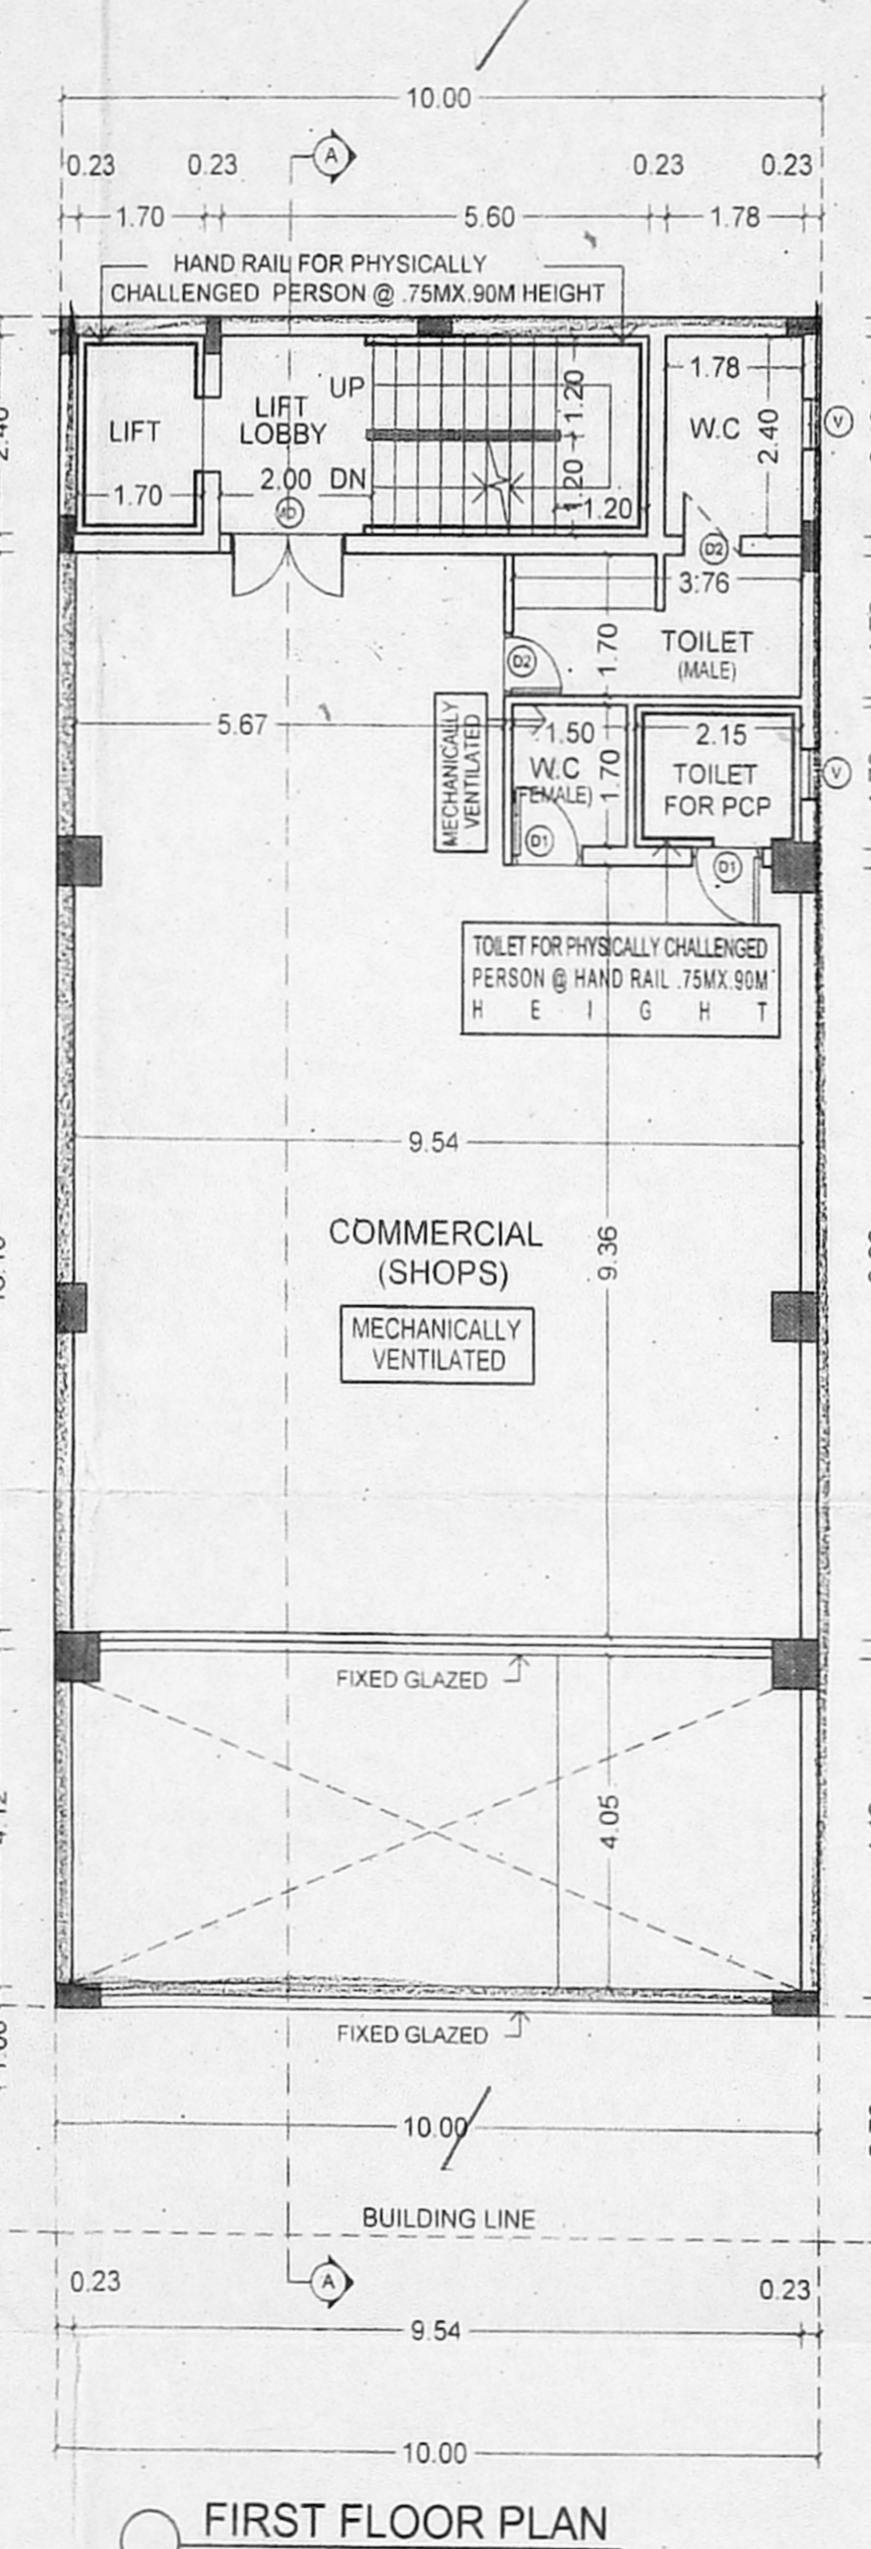 10.00
A
0.23 0.23 0.23 0.23
1.70 5.60 1.78
HAND RAIL FOR PHYSICALLY
CHALLENGED PERSON @ .75MX.90M HEIGHT
LIFT
1.70
LIFT
LOBBY
2.00
UP
DN
1.20
1.20
1.20
1.78
W.C
2.40
V
D2
3.76
1.70
TOILET
(MALE)
D2
5.67
MECHANICALLY
VENTILATED
1.50
W.C
(FEMALE)
1.70
D1
2.15
TOILET
FOR PCP
V
D1
TOILET FOR PHYSICALLY CHALLENGED
PERSON @ HAND RAIL .75MX.90M
HEIGHT
9.54
COMMERCIAL
(SHOPS)
9.36
MECHANICALLY
VENTILATED
FIXED GLAZED
4.05
FIXED GLAZED
10.00
BUILDING LINE
0.23 A 0.23
9.54
10.00
FIRST FLOOR PLAN